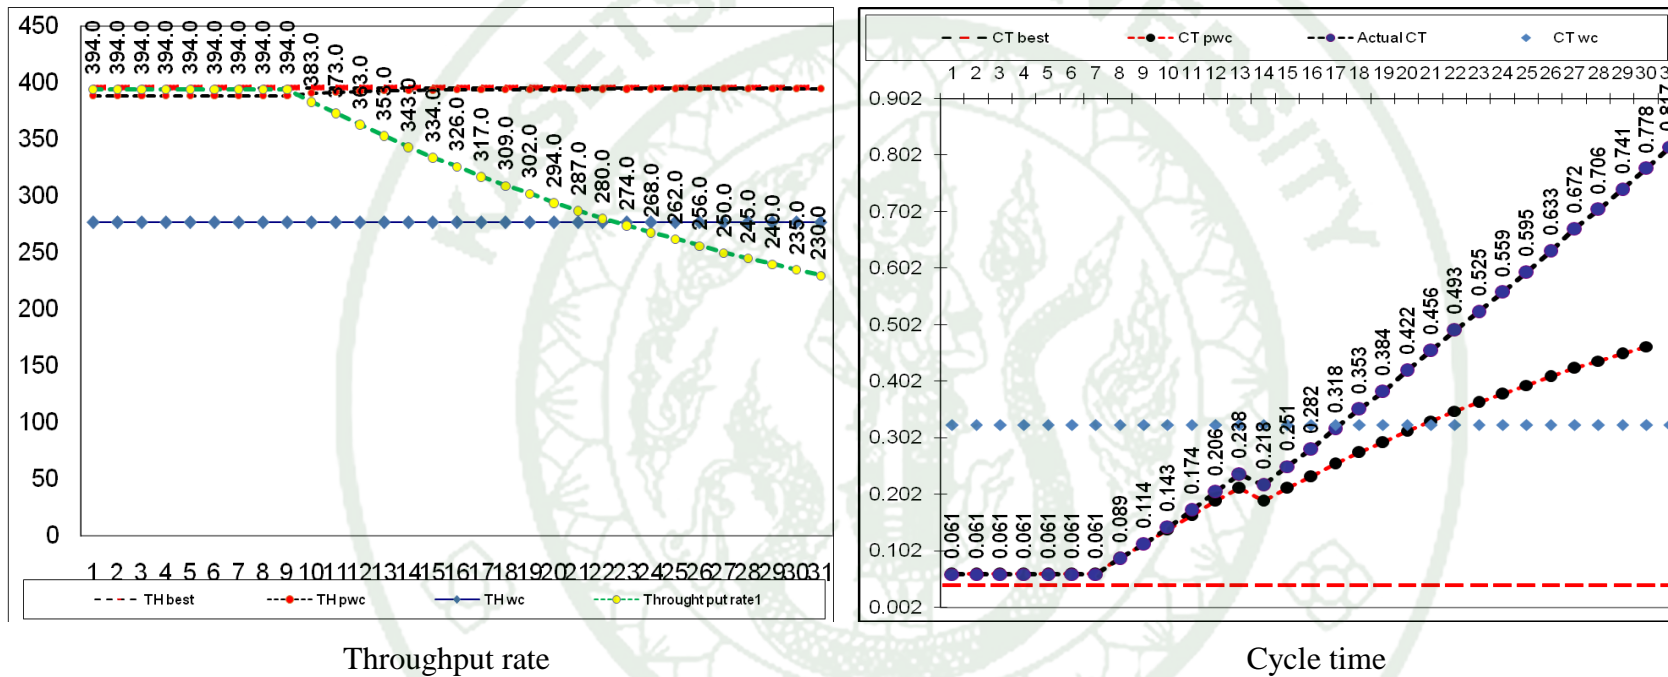 450
400
350
300
250
200
150
100
50
0
394.0 394.0 394.0 394.0 394.0 394.0 394.0 394.0 394.0 383.0 373.0 363.0 353.0 343.0 334.0 326.0 317.0 309.0 302.0 294.0 287.0 280.0 274.0 268.0 262.0 256.0 250.0 245.0 240.0 235.0 230.0
1 2 3 4 5 6 7 8 9 10 11 12 13 14 15 16 17 18 19 20 21 22 23 24 25 26 27 28 29 30 31
TH best TH pwc TH wc Throught put rate1
Throughput rate
CT best CT pwc Actual CT CT wc
1 2 3 4 5 6 7 8 9 10 11 12 13 14 15 16 17 18 19 20 21 22 23 24 25 26 27 28 29 30 3
0.902
0.802
0.702
0.602
0.502
0.402
0.302
0.202
0.102
0.002
0.061 0.061 0.061 0.061 0.061 0.061 0.061 0.089 0.114 0.143 0.174 0.206 0.238 0.218 0.251 0.282 0.318 0.353 0.384 0.422 0.456 0.493 0.525 0.559 0.595 0.633 0.672 0.706 0.741 0.778 0.817
Cycle time